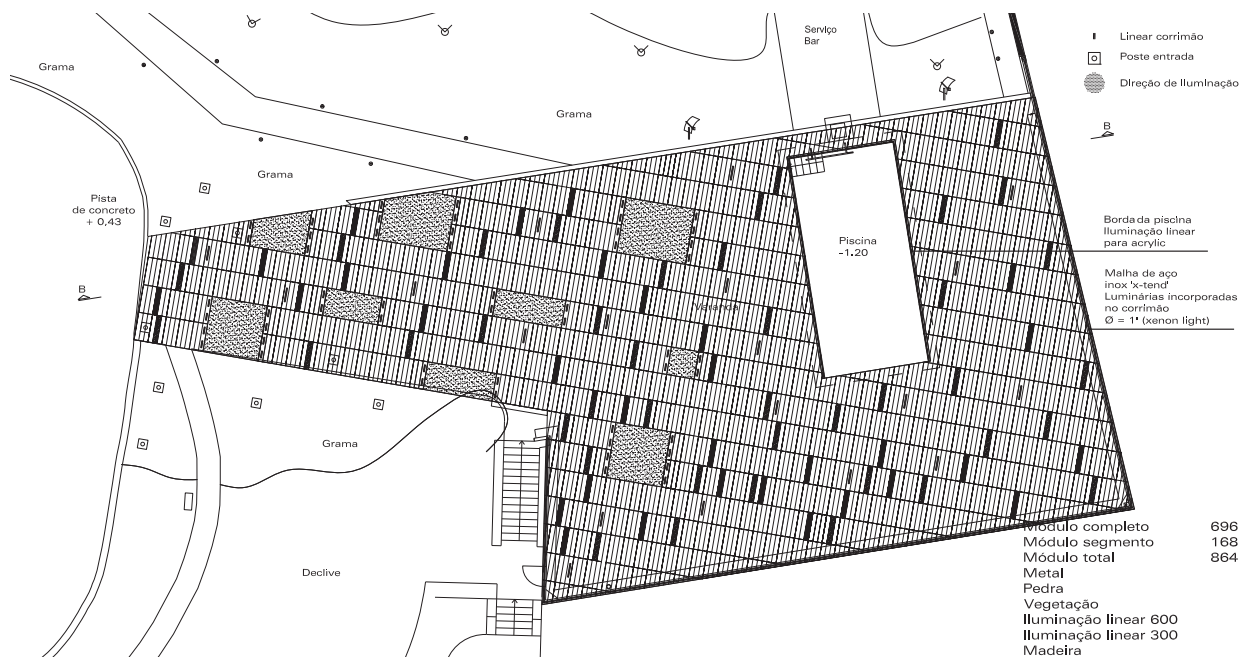 Serviço
Bar
Linear corrimão
Poste entrada
Direção de iluminação
Grama
Grama
Grama
B
Pista
de concreto
+ 0,43
Borda da piscina
Iluminação linear
para acrylic
Piscina
-1.20
Malha de aço
inox 'x-tend'
Luminárias incorporadas
no corrimão
Ø = 1" (xenon light)
B
Varanda
Grama
Declive
Módulo completo 696
Módulo segmento 168
Módulo total 864
Metal
Pedra
Vegetação
Iluminação linear 600
Iluminação linear 300
Madeira